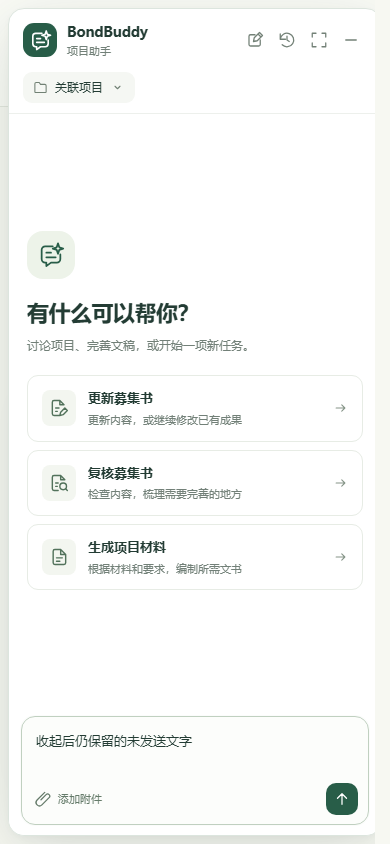 BondBuddy
项目助手
关联项目
有什么可以帮你？
讨论项目、完善文稿，或开始一项新任务。
更新募集书
更新内容，或继续修改已有成果
复核募集书
检查内容，梳理需要完善的地方
生成项目材料
根据材料和要求，编制所需文书
收起后仍保留的未发送文字
添加附件